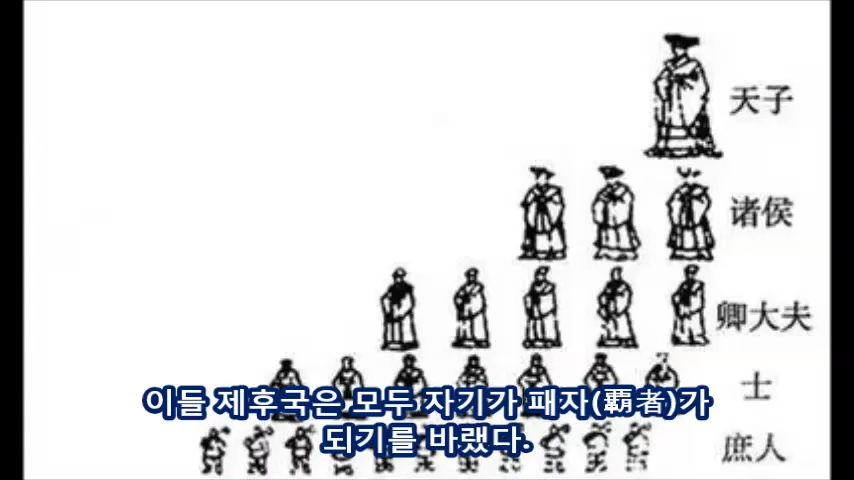 天子
诸侯
卿大夫
士
이들 제후국은 모두 자기가 패자(覇者)가
되기를 바랬다.
庶人